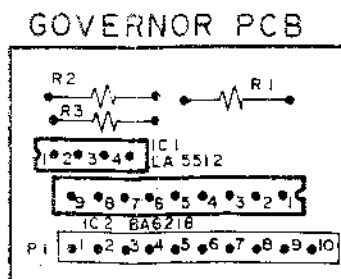 GOVERNOR PCB
R2
R1
R3
IC1
1 2 3 4
LA 5512
9 8 7 6 5 4 3 2 1
IC2 BA6218
P1
1 2 3 4 5 6 7 8 9 10